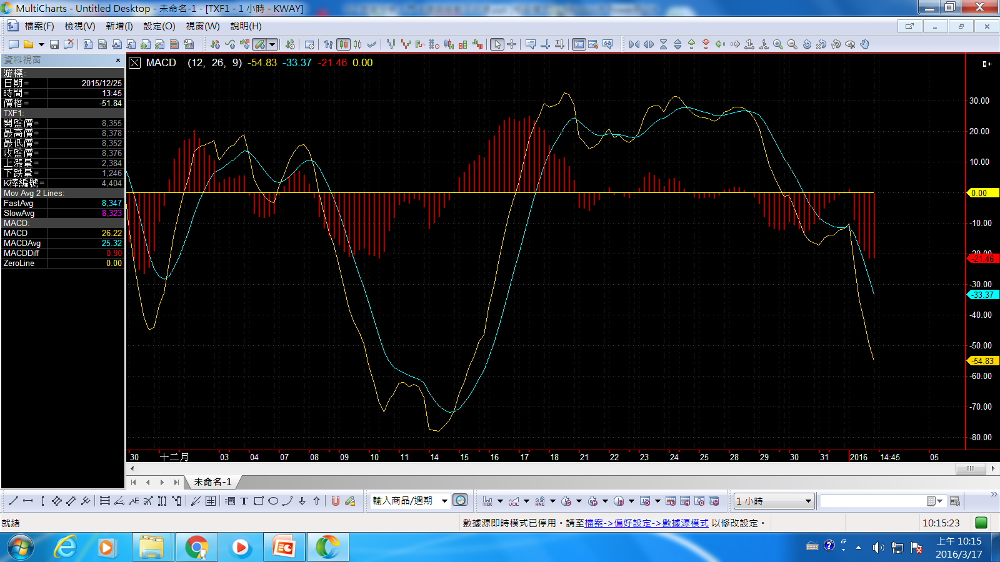 MultiCharts - Untitled Desktop - 未命名-1 - [TXF1 - 1 小時 - KWAY]
檔案(F) 檢視(V) 新增(I) 設定(O) 視窗(W) 說明(H)
資料視窗
游標:
日期= 2015/12/25
時間= 13:45
價格= -51.84
TXF1:
開盤價= 8,355
最高價= 8,378
最低價= 8,352
收盤價= 8,376
上漲量= 2,384
下跌量= 1,246
K棒編號= 4,404
Mov Avg 2 Lines:
FastAvg 8,347
SlowAvg 8,323
MACD:
MACD 26.22
MACDAvg 25.32
MACDDiff 0.90
ZeroLine 0.00
MACD (12, 26, 9) -54.83 -33.37 -21.46 0.00
30.00
20.00
10.00
0.00
-10.00
-20.00
-21.46
-30.00
-33.37
-40.00
-50.00
-54.83
-60.00
-70.00
-80.00
30 十二月 03 04 07 08 09 10 11 14 15 16 17 18 21 22 23 24 25 28 29 30 31 2016 14:45 05
未命名-1
輸入商品/週期
TICK VOL RNG
1 小時
就緒
數據源即時模式已停用。請至檔案->偏好設定->數據源模式 以修改設定。
10:15:23
上午 10:15
2016/3/17